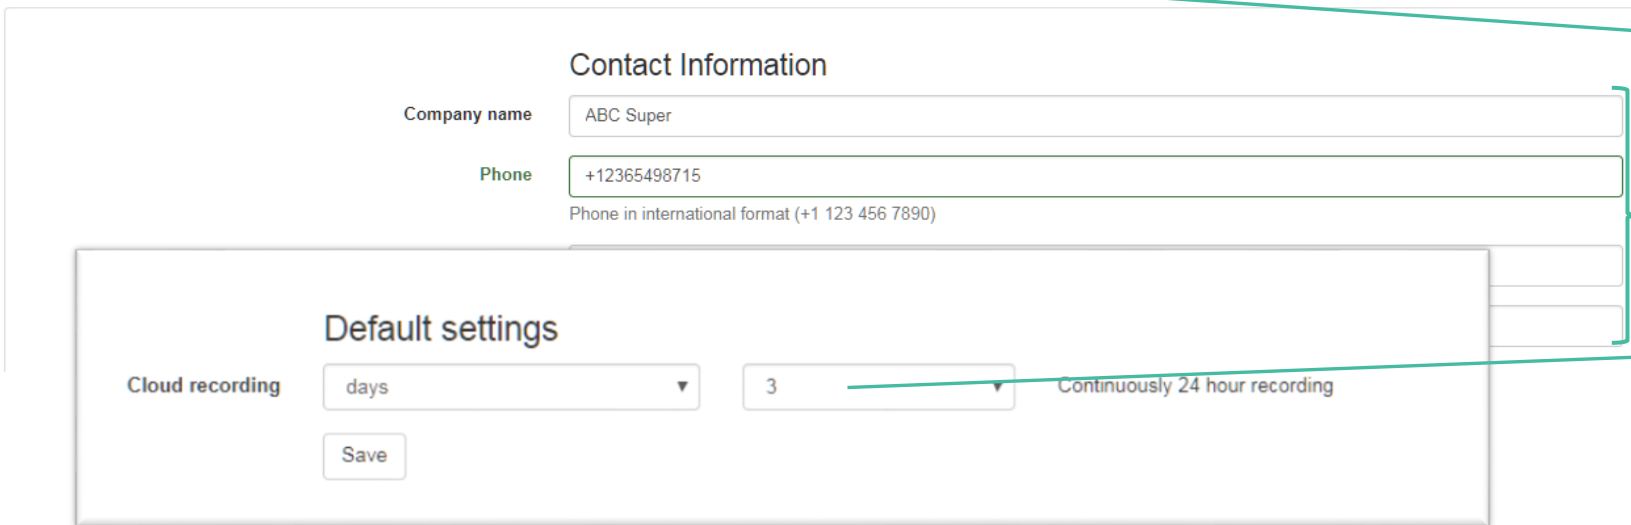 Contact Information
Company name ABC Super
Phone +12365498715
Phone in international format (+1 123 456 7890)
Default settings
Cloud recording days 3 Continuously 24 hour recording
Save